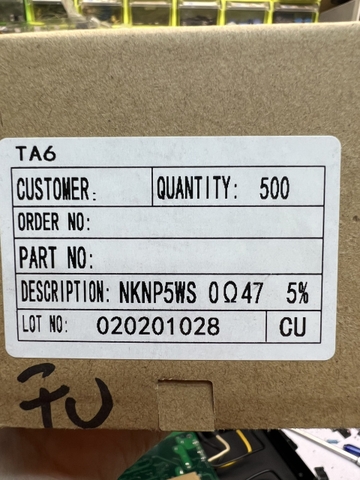 TA6
CUSTOMER: QUANTITY: 500
ORDER NO:
PART NO:
DESCRIPTION: NKNP5WS 0Ω47 5%
LOT NO: 020201028 CU